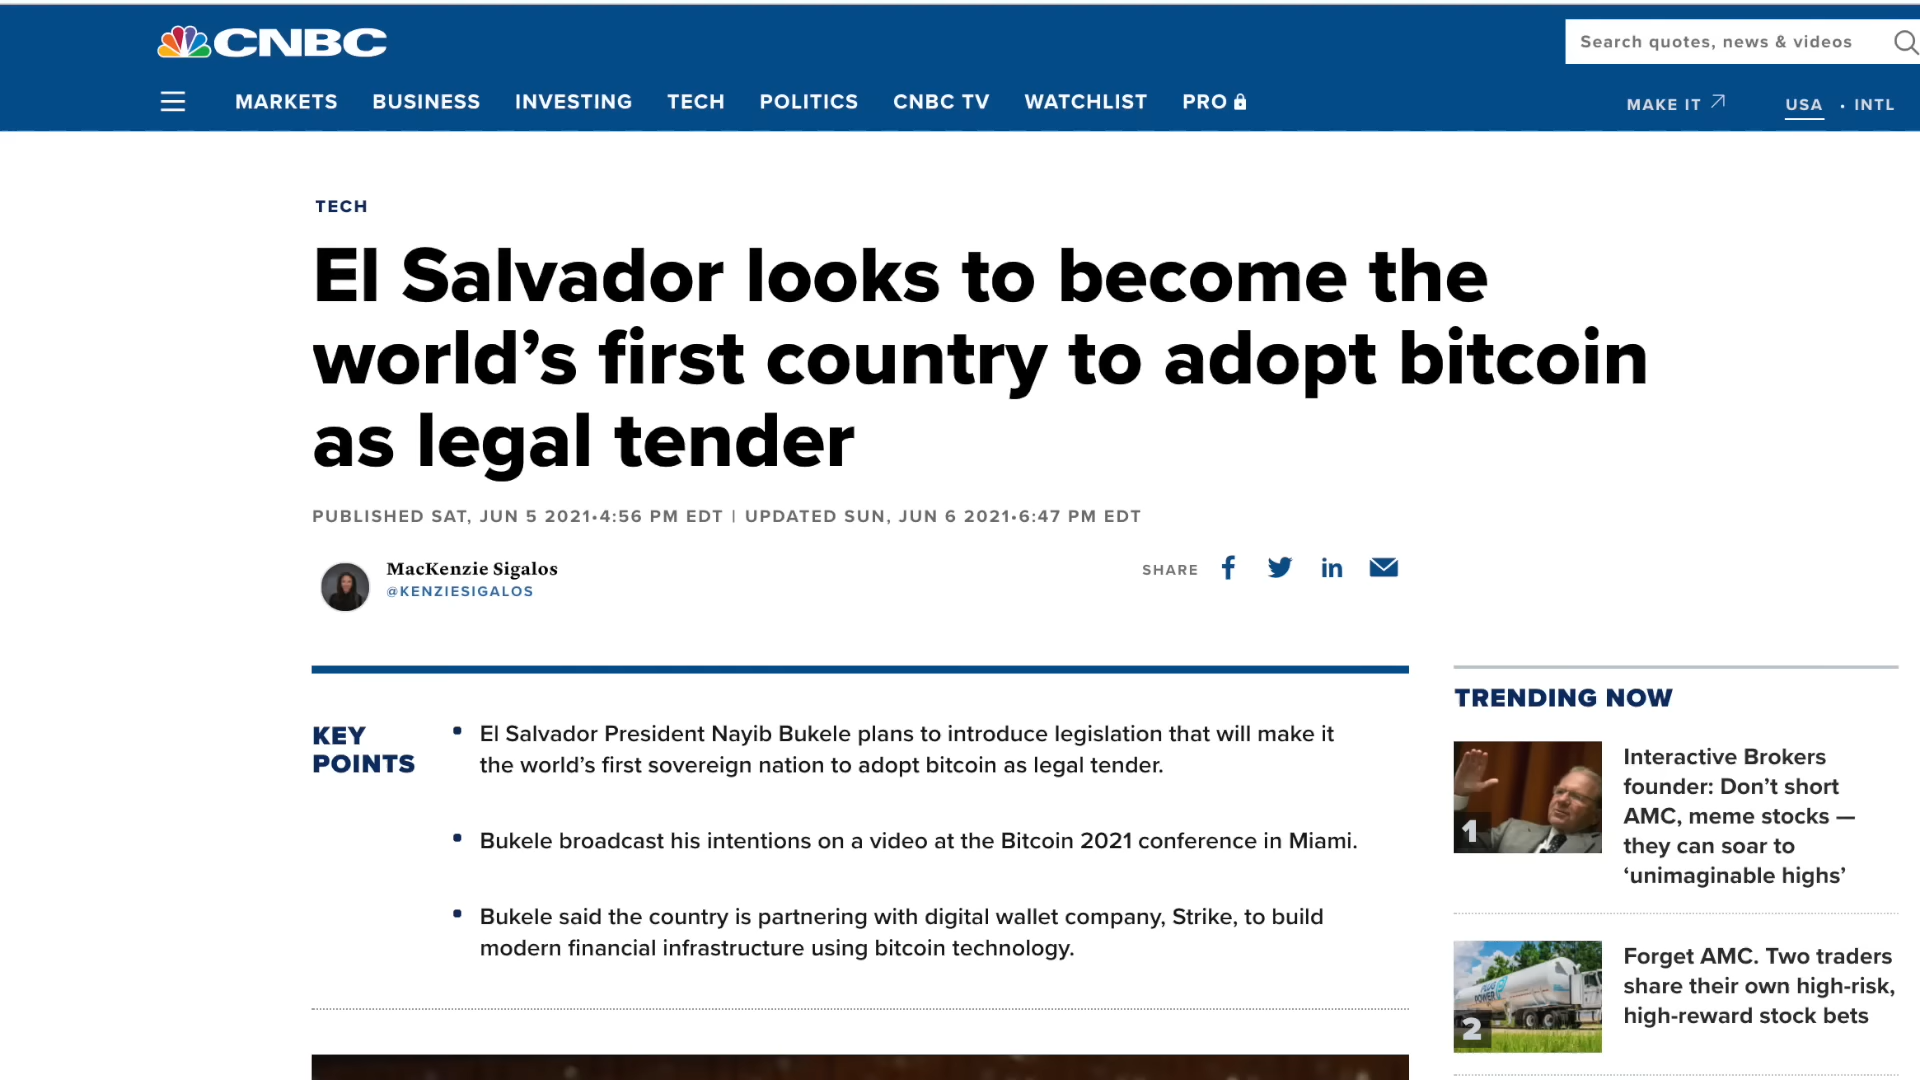 CNBC
Search quotes, news & videos
MARKETS BUSINESS INVESTING TECH POLITICS CNBC TV WATCHLIST PRO
MAKE IT USA • INTL
TECH
El Salvador looks to become the
world’s first country to adopt bitcoin
as legal tender
PUBLISHED SAT, JUN 5 2021•4:56 PM EDT | UPDATED SUN, JUN 6 2021•6:47 PM EDT
MacKenzie Sigalos
@KENZIESIGALOS
SHARE
KEY
POINTS
El Salvador President Nayib Bukele plans to introduce legislation that will make it
the world’s first sovereign nation to adopt bitcoin as legal tender.
Bukele broadcast his intentions on a video at the Bitcoin 2021 conference in Miami.
Bukele said the country is partnering with digital wallet company, Strike, to build
modern financial infrastructure using bitcoin technology.
TRENDING NOW
1
Interactive Brokers
founder: Don’t short
AMC, meme stocks —
they can soar to
‘unimaginable highs’
PLUG
POWER
2
Forget AMC. Two traders
share their own high-risk,
high-reward stock bets